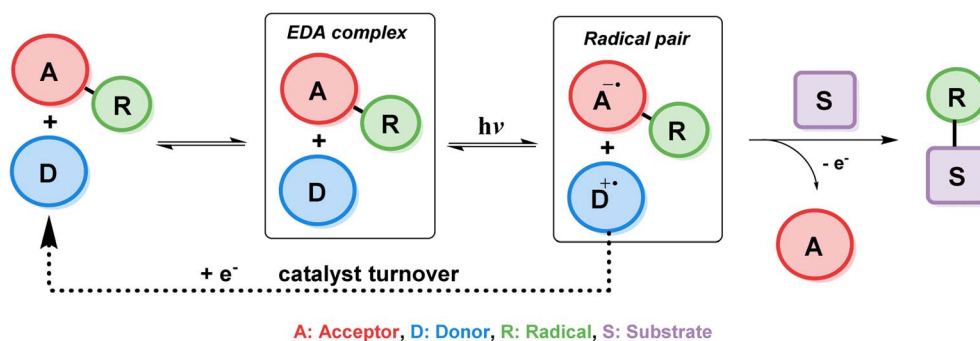 EDA complex
Radical pair
A
R
+
D
A
R
+
D
hν
A−•
R
+
D+•
S
- e-
A
R
S
+ e- catalyst turnover
A: Acceptor, D: Donor, R: Radical, S: Substrate